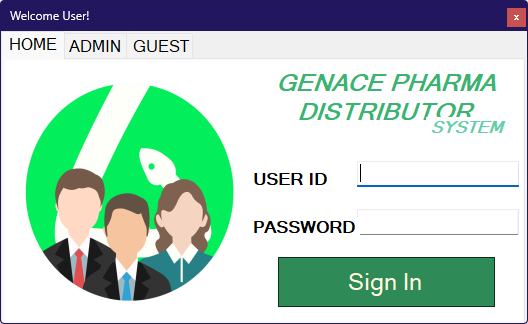 Welcome User!
x
HOME ADMIN GUEST
GENACE PHARMA
DISTRIBUTOR
SYSTEM
USER ID
PASSWORD
Sign In